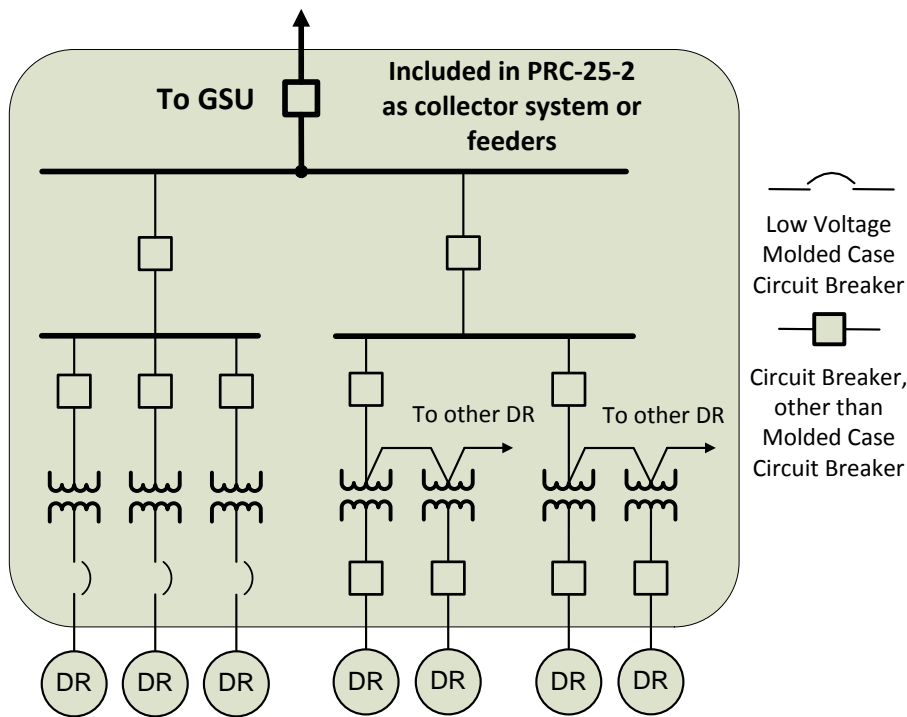 To GSU
Included in PRC-25-2
as collector system or
feeders
Low Voltage
Molded Case
Circuit Breaker
Circuit Breaker,
other than
Molded Case
Circuit Breaker
To other DR
To other DR
DR
DR
DR
DR
DR
DR
DR